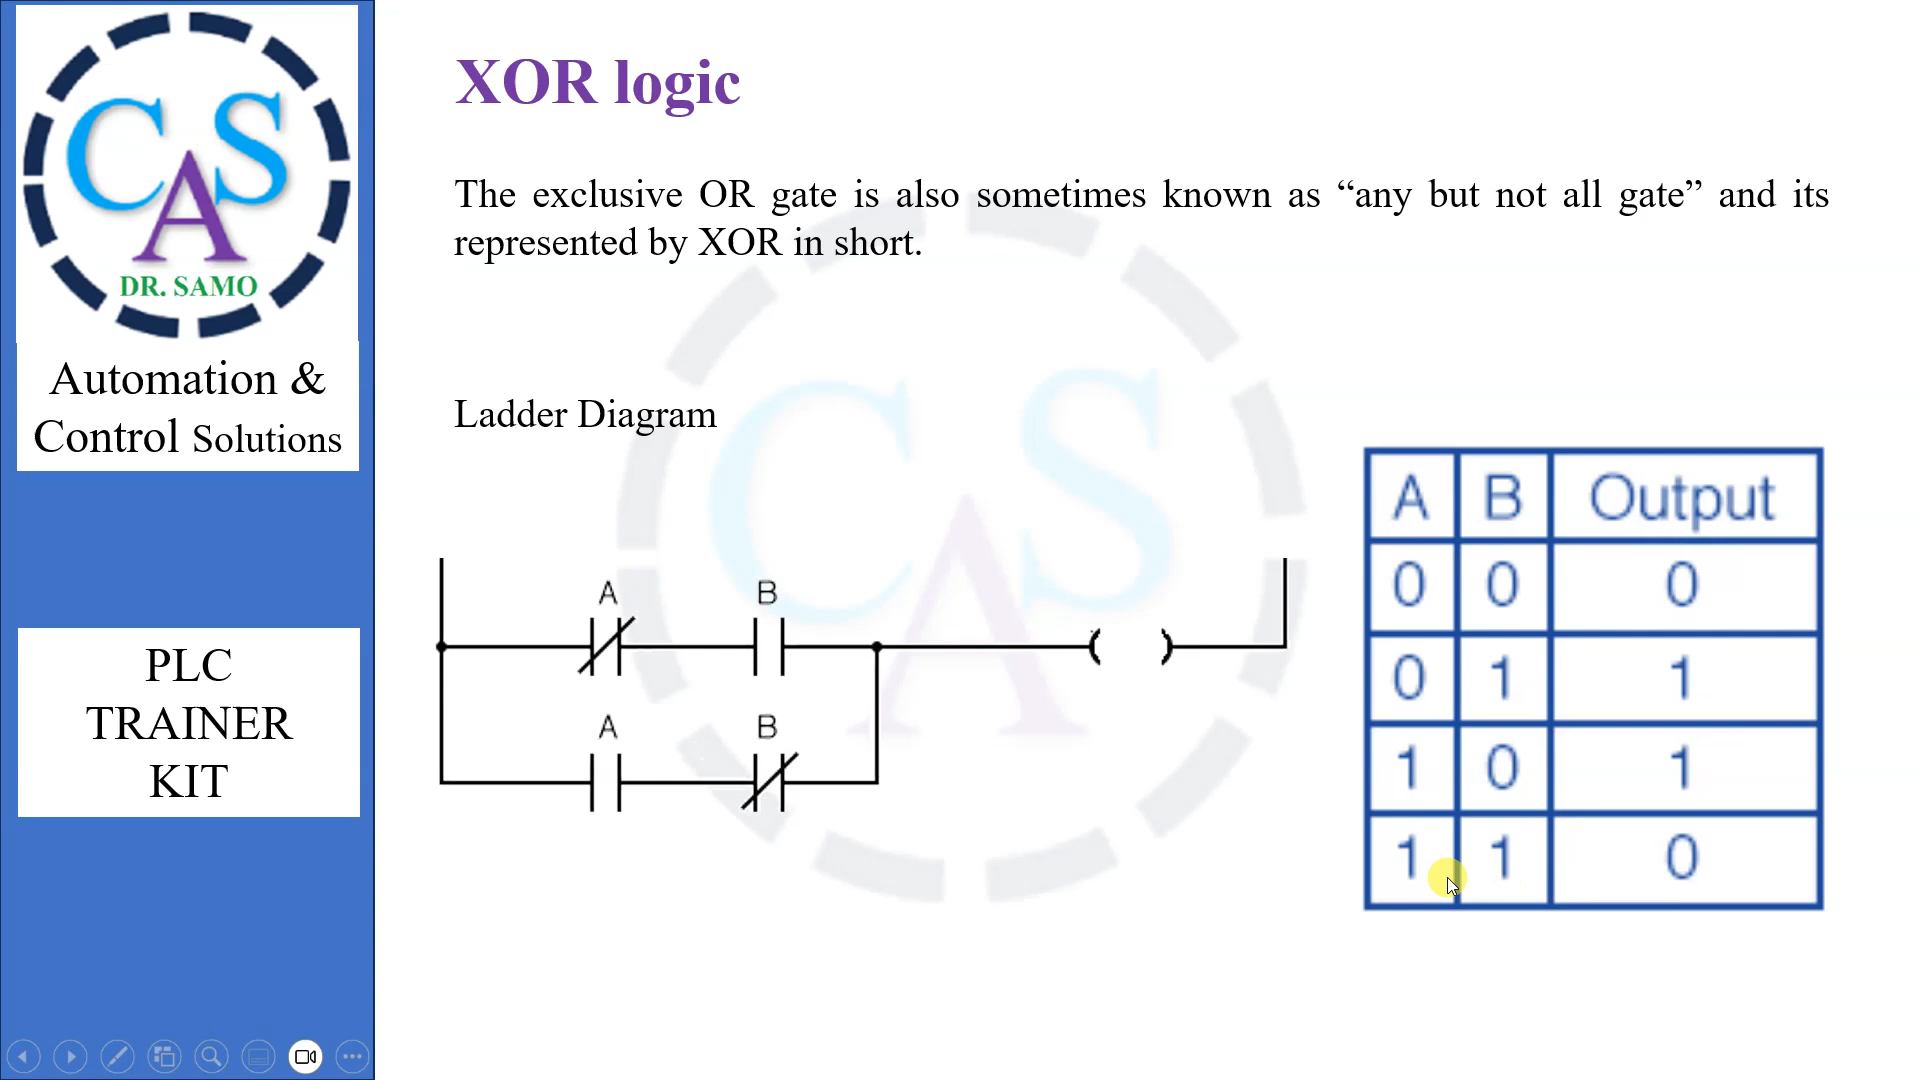 CAS
DR. SAMO
Automation &
Control Solutions
PLC
TRAINER
KIT
XOR logic
The exclusive OR gate is also sometimes known as “any but not all gate” and its
represented by XOR in short.
Ladder Diagram
A B
A B
A B Output
0 0 0
0 1 1
1 0 1
1 1 0
CAS